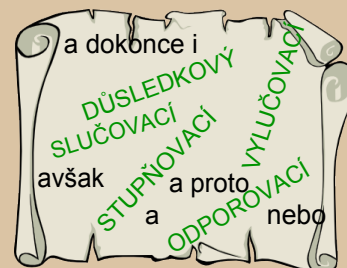 a dokonce i
DŮSLEDKOVÝ
SLUČOVACÍ
VYLUČOVACÍ
STUPŇOVACÍ
avšak
a proto
a
ODPOROVACÍ
nebo